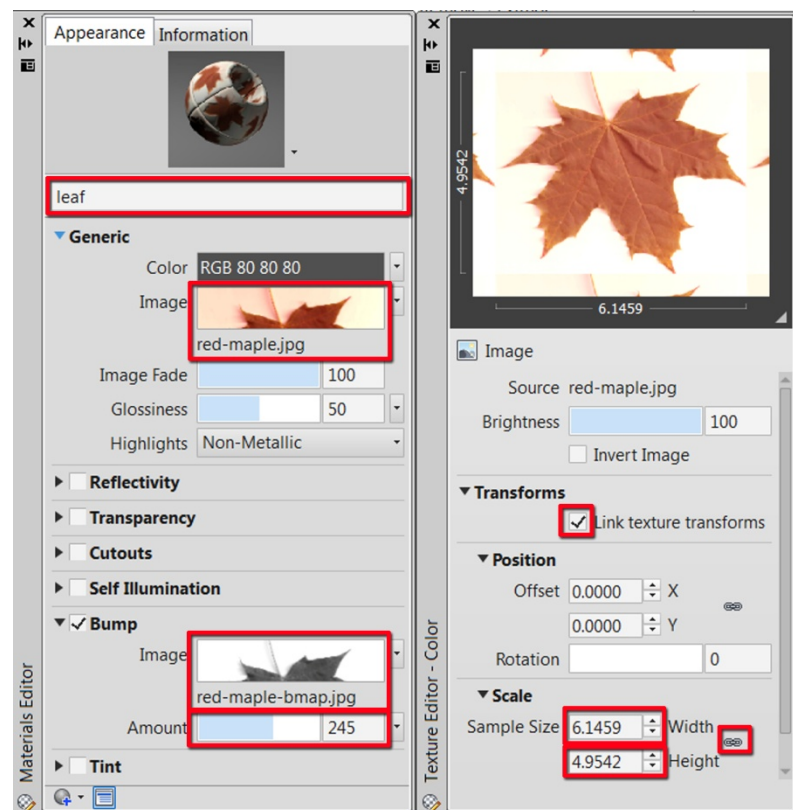 Appearance
Information
leaf
Generic
Color RGB 80 80 80
Image
red-maple.jpg
Image Fade 100
Glossiness 50
Highlights Non-Metallic
Reflectivity
Transparency
Cutouts
Self Illumination
Bump
Image
red-maple-bmap.jpg
Amount 245
Tint
Materials Editor
4.9542
6.1459
Image
Source red-maple.jpg
Brightness 100
Invert Image
Transforms
Link texture transforms
Position
Offset 0.0000 X
0.0000 Y
Rotation 0
Scale
Sample Size 6.1459 Width
4.9542 Height
Texture Editor - Color